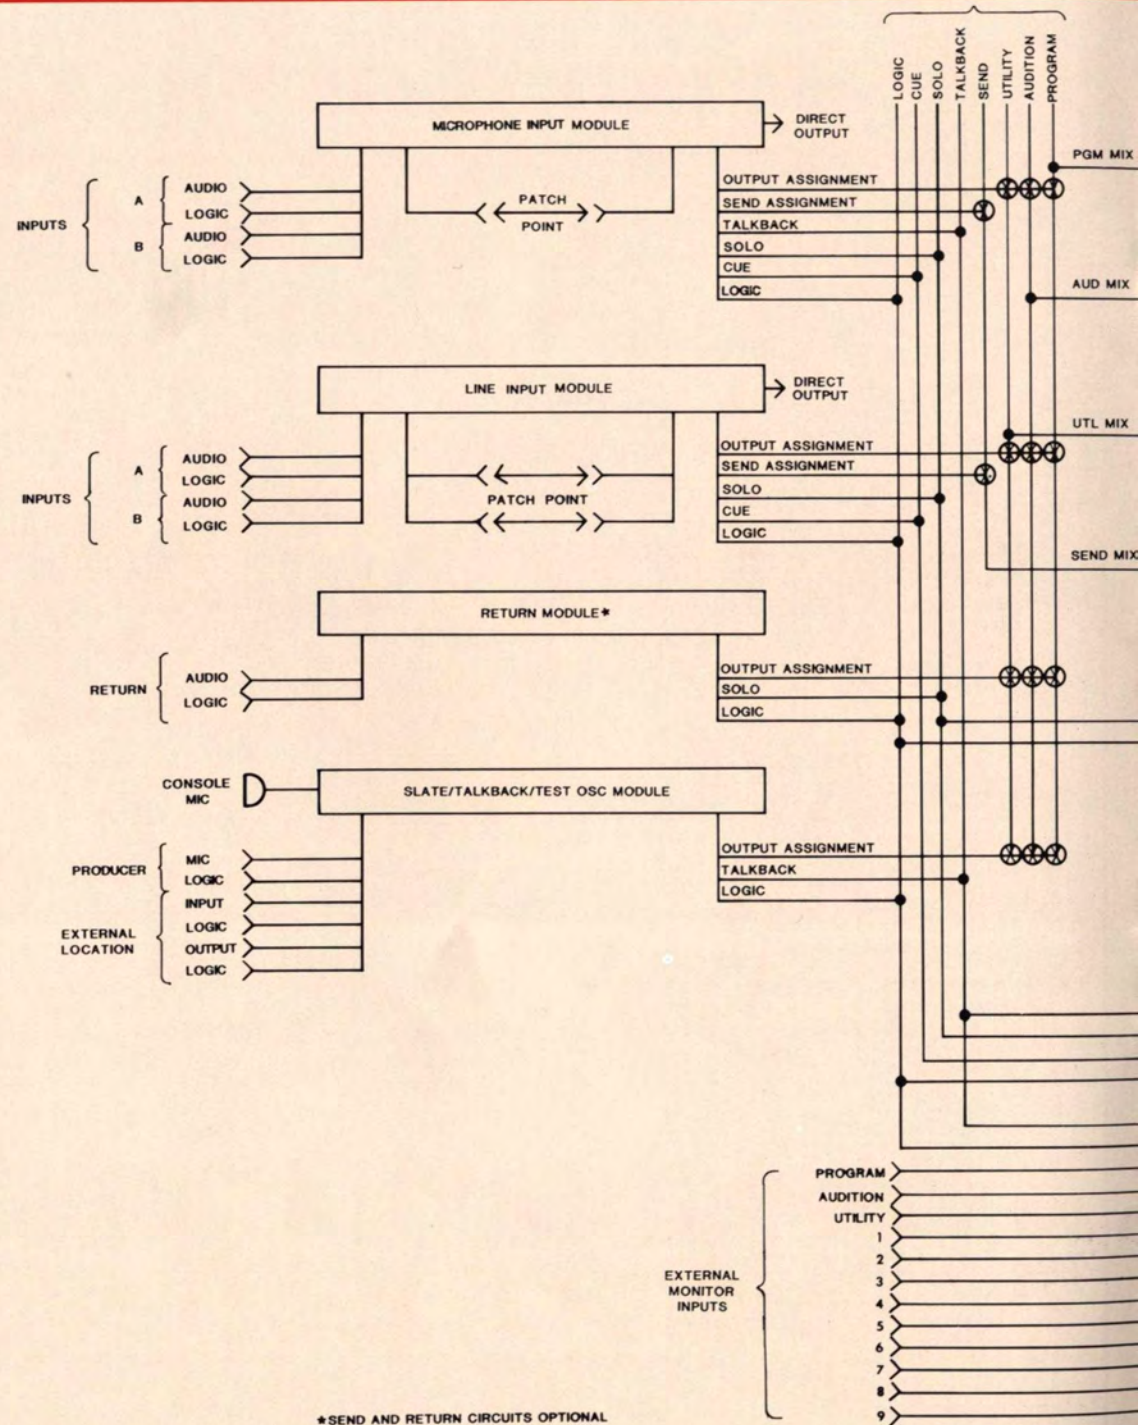 LOGIC
CUE
SOLO
TALKBACK
SEND
UTILITY
AUDITION
PROGRAM
MICROPHONE INPUT MODULE
DIRECT
OUTPUT
PGM MIX
INPUTS
A
AUDIO
LOGIC
B
AUDIO
LOGIC
PATCH
POINT
OUTPUT ASSIGNMENT
SEND ASSIGNMENT
TALKBACK
SOLO
CUE
LOGIC
AUD MIX
LINE INPUT MODULE
DIRECT
OUTPUT
UTL MIX
INPUTS
A
AUDIO
LOGIC
B
AUDIO
LOGIC
PATCH POINT
OUTPUT ASSIGNMENT
SEND ASSIGNMENT
SOLO
CUE
LOGIC
SEND MIX
RETURN MODULE*
RETURN
AUDIO
LOGIC
OUTPUT ASSIGNMENT
SOLO
LOGIC
CONSOLE
MIC
SLATE/TALKBACK/TEST OSC MODULE
PRODUCER
MIC
LOGIC
EXTERNAL
LOCATION
INPUT
LOGIC
OUTPUT
LOGIC
OUTPUT ASSIGNMENT
TALKBACK
LOGIC
EXTERNAL
MONITOR
INPUTS
PROGRAM
AUDITION
UTILITY
1
2
3
4
5
6
7
8
9
*SEND AND RETURN CIRCUITS OPTIONAL